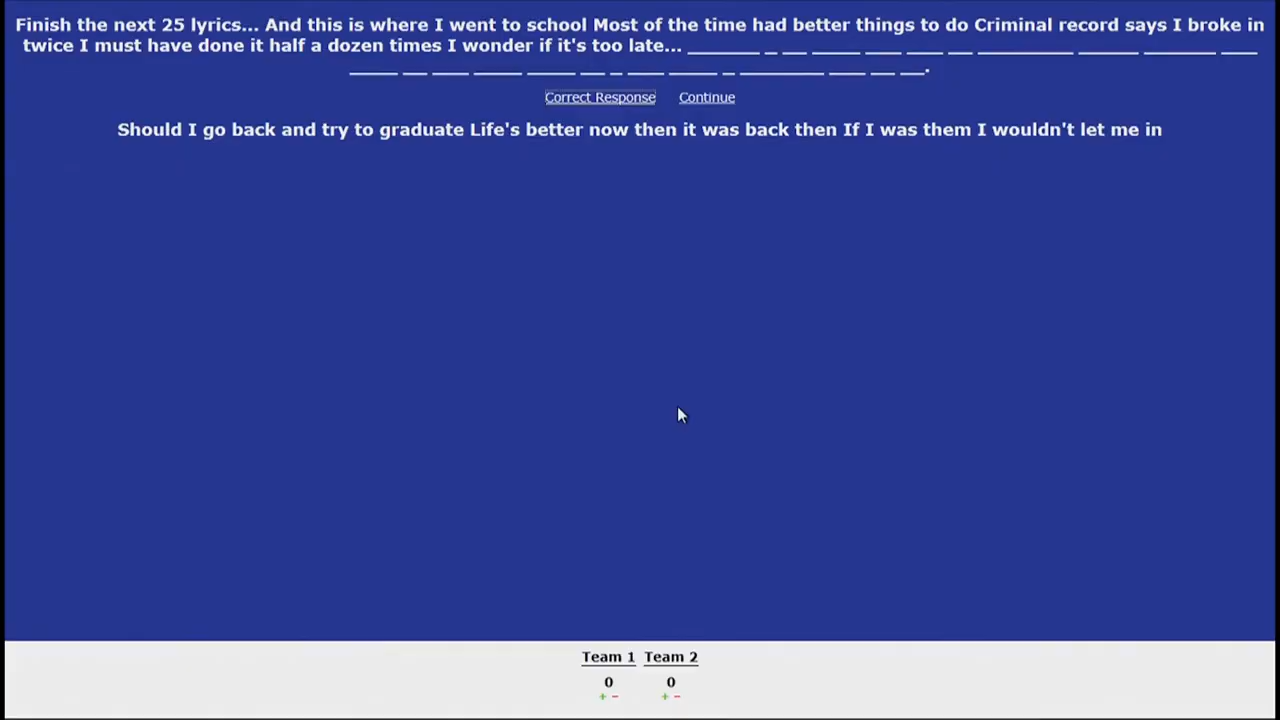 Finish the next 25 lyrics... And this is where I went to school Most of the time had better things to do Criminal record says I broke in
twice I must have done it half a dozen times I wonder if it's too late... ______ _ __ ____ ___ ___ __ ________ _____ ______ ___
____ __ ___ ____ ____ __ _ ___ ____ _ _______ ___ __ __.
Correct Response Continue
Should I go back and try to graduate Life's better now then it was back then If I was them I wouldn't let me in
Team 1 Team 2
0 0
+ - + -